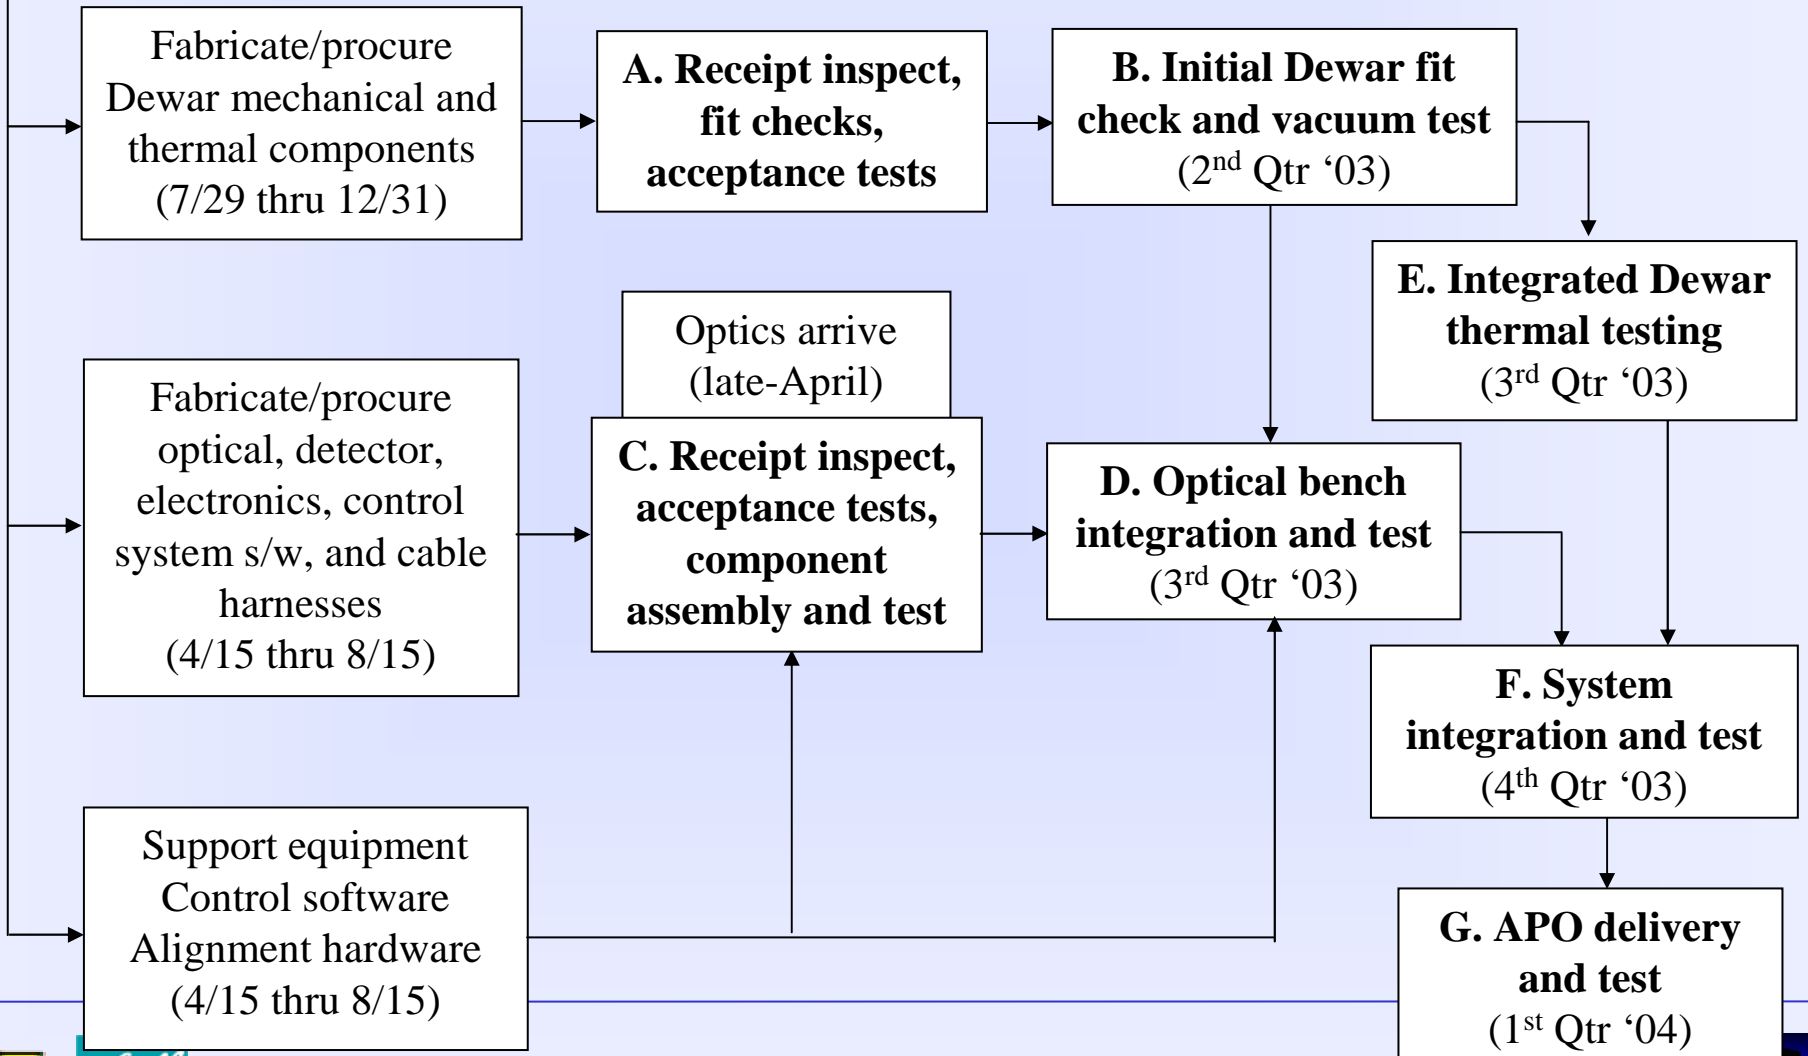 Fabricate/procure
Dewar mechanical and
thermal components
(7/29 thru 12/31)
A. Receipt inspect,
fit checks,
acceptance tests
B. Initial Dewar fit
check and vacuum test
(2nd Qtr ‘03)
E. Integrated Dewar
thermal testing
(3rd Qtr ‘03)
Optics arrive
(late-April)
Fabricate/procure
optical, detector,
electronics, control
system s/w, and cable
harnesses
(4/15 thru 8/15)
C. Receipt inspect,
acceptance tests,
component
assembly and test
D. Optical bench
integration and test
(3rd Qtr ‘03)
F. System
integration and test
(4th Qtr ‘03)
Support equipment
Control software
Alignment hardware
(4/15 thru 8/15)
G. APO delivery
and test
(1st Qtr ‘04)